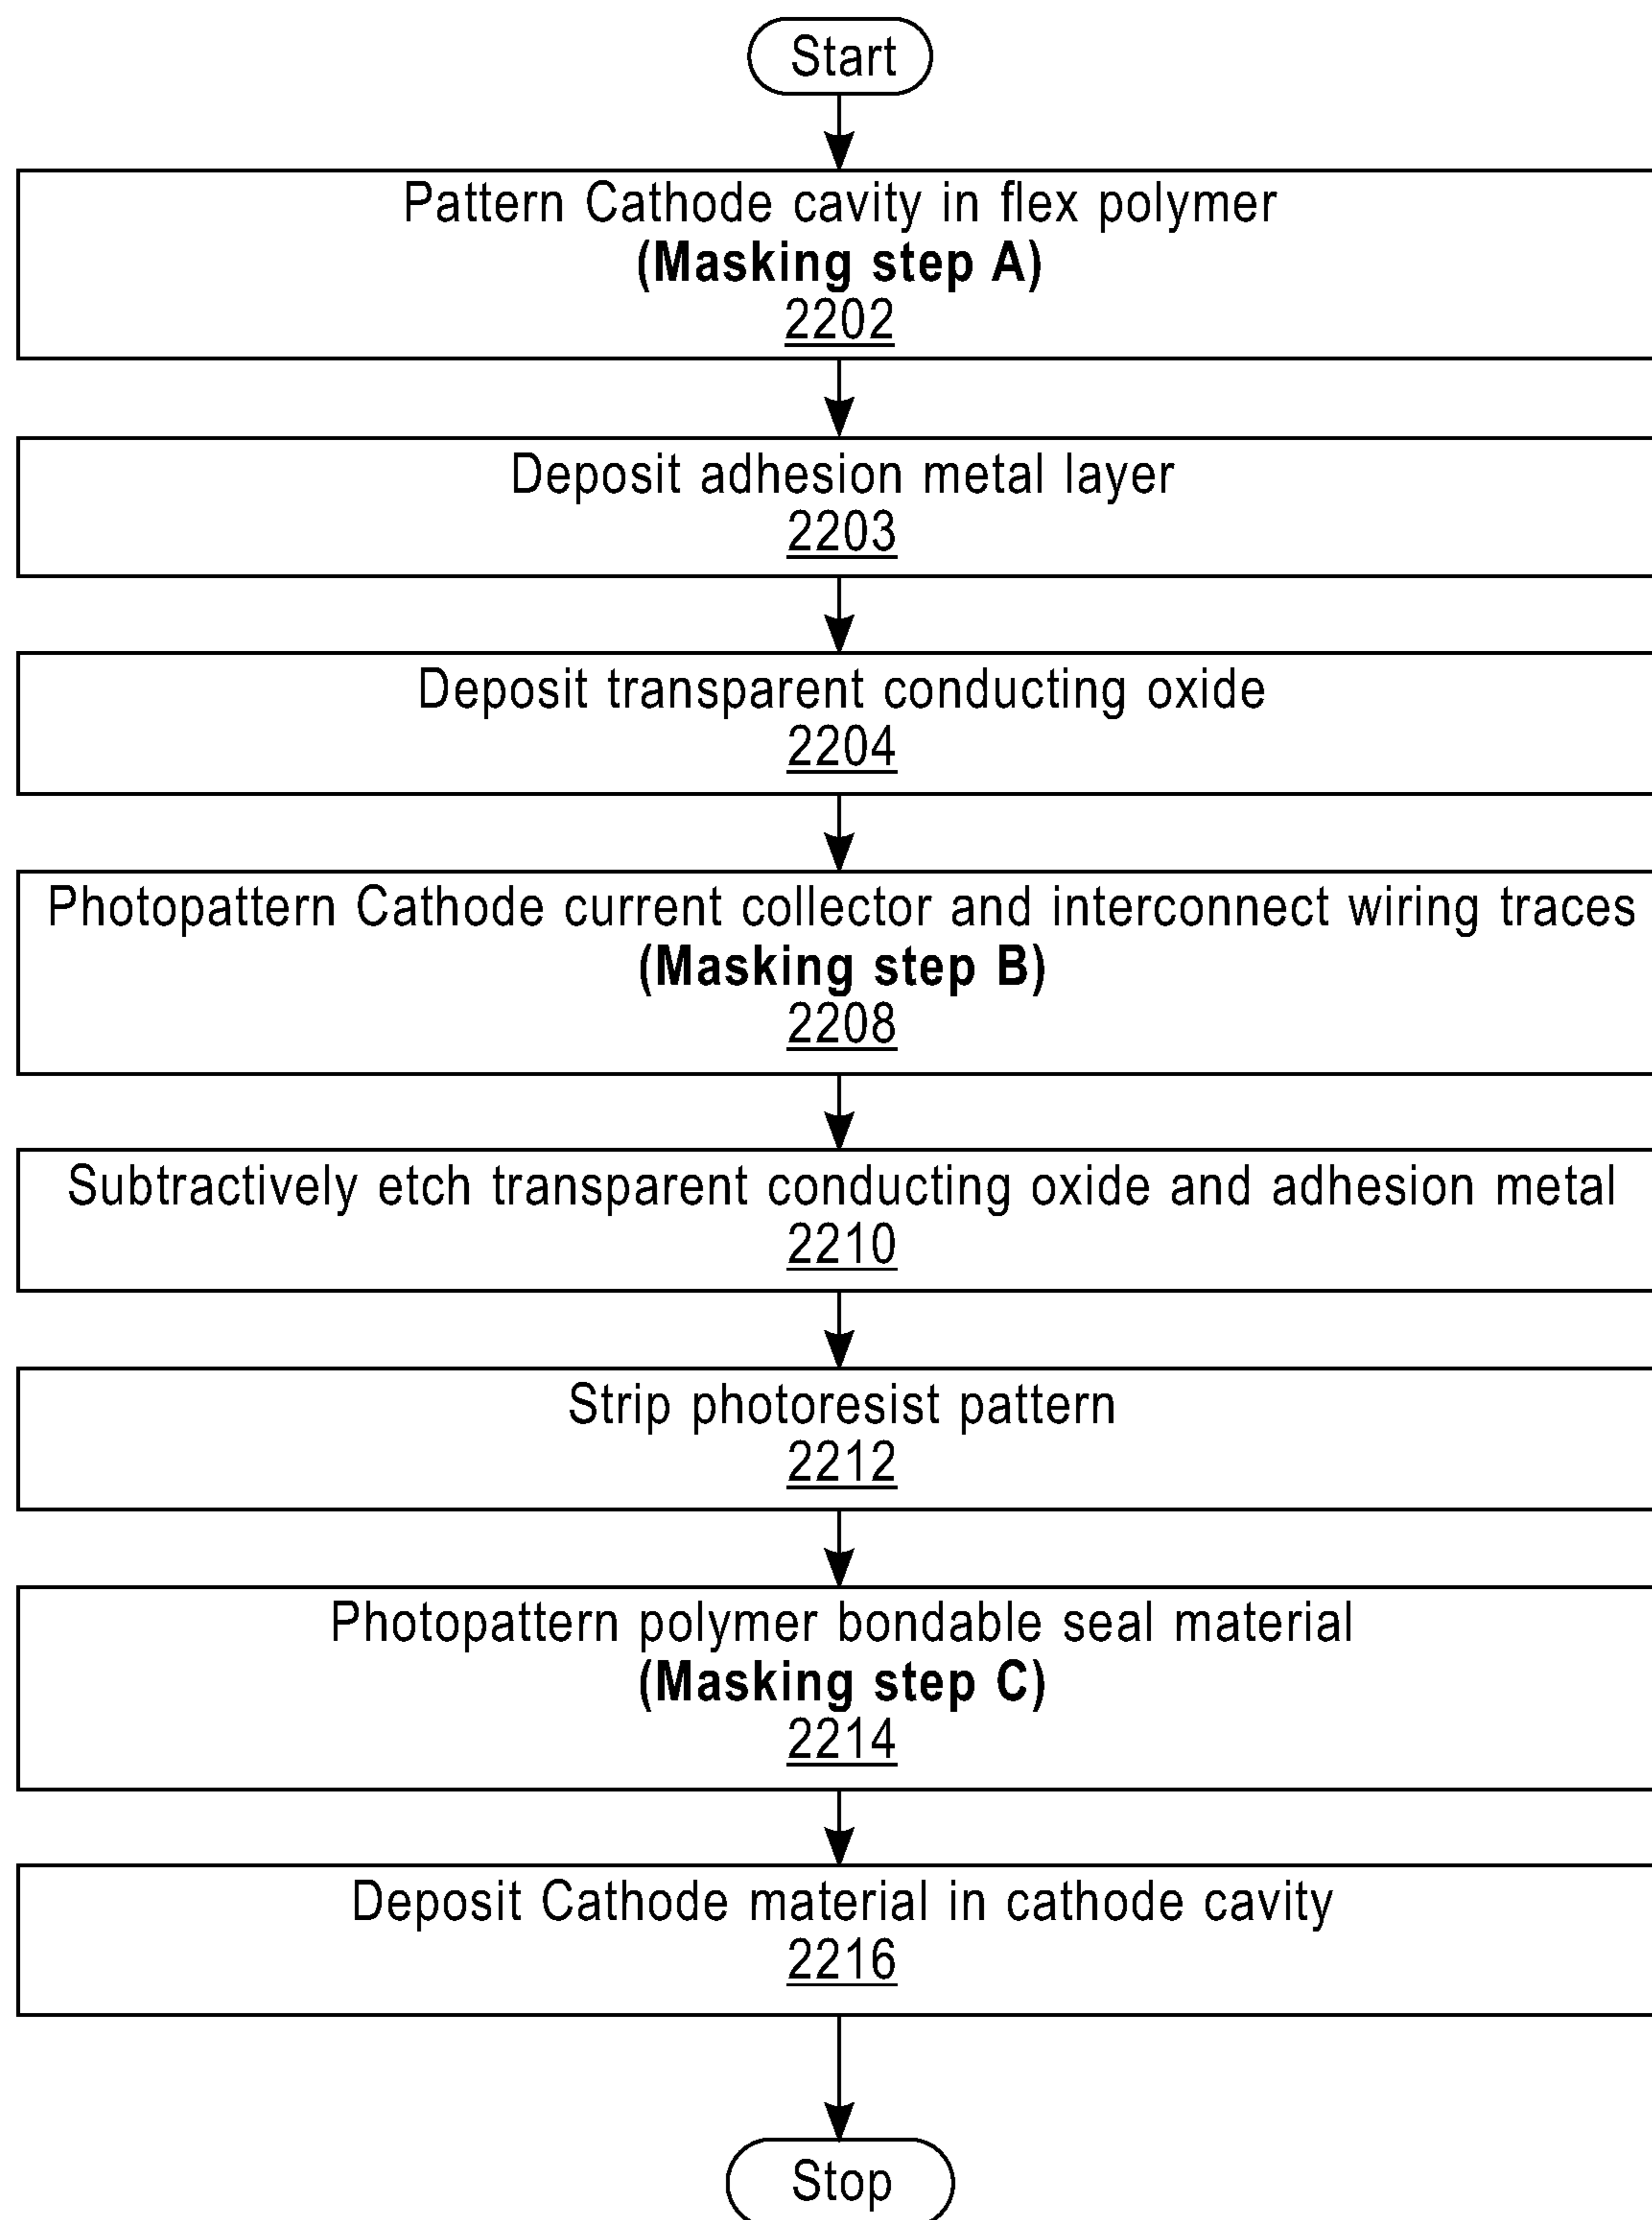 Start
Pattern Cathode cavity in flex polymer
(Masking step A)
2202
Deposit adhesion metal layer
2203
Deposit transparent conducting oxide
2204
Photopattern Cathode current collector and interconnect wiring traces
(Masking step B)
2208
Subtractively etch transparent conducting oxide and adhesion metal
2210
Strip photoresist pattern
2212
Photopattern polymer bondable seal material
(Masking step C)
2214
Deposit Cathode material in cathode cavity
2216
Stop